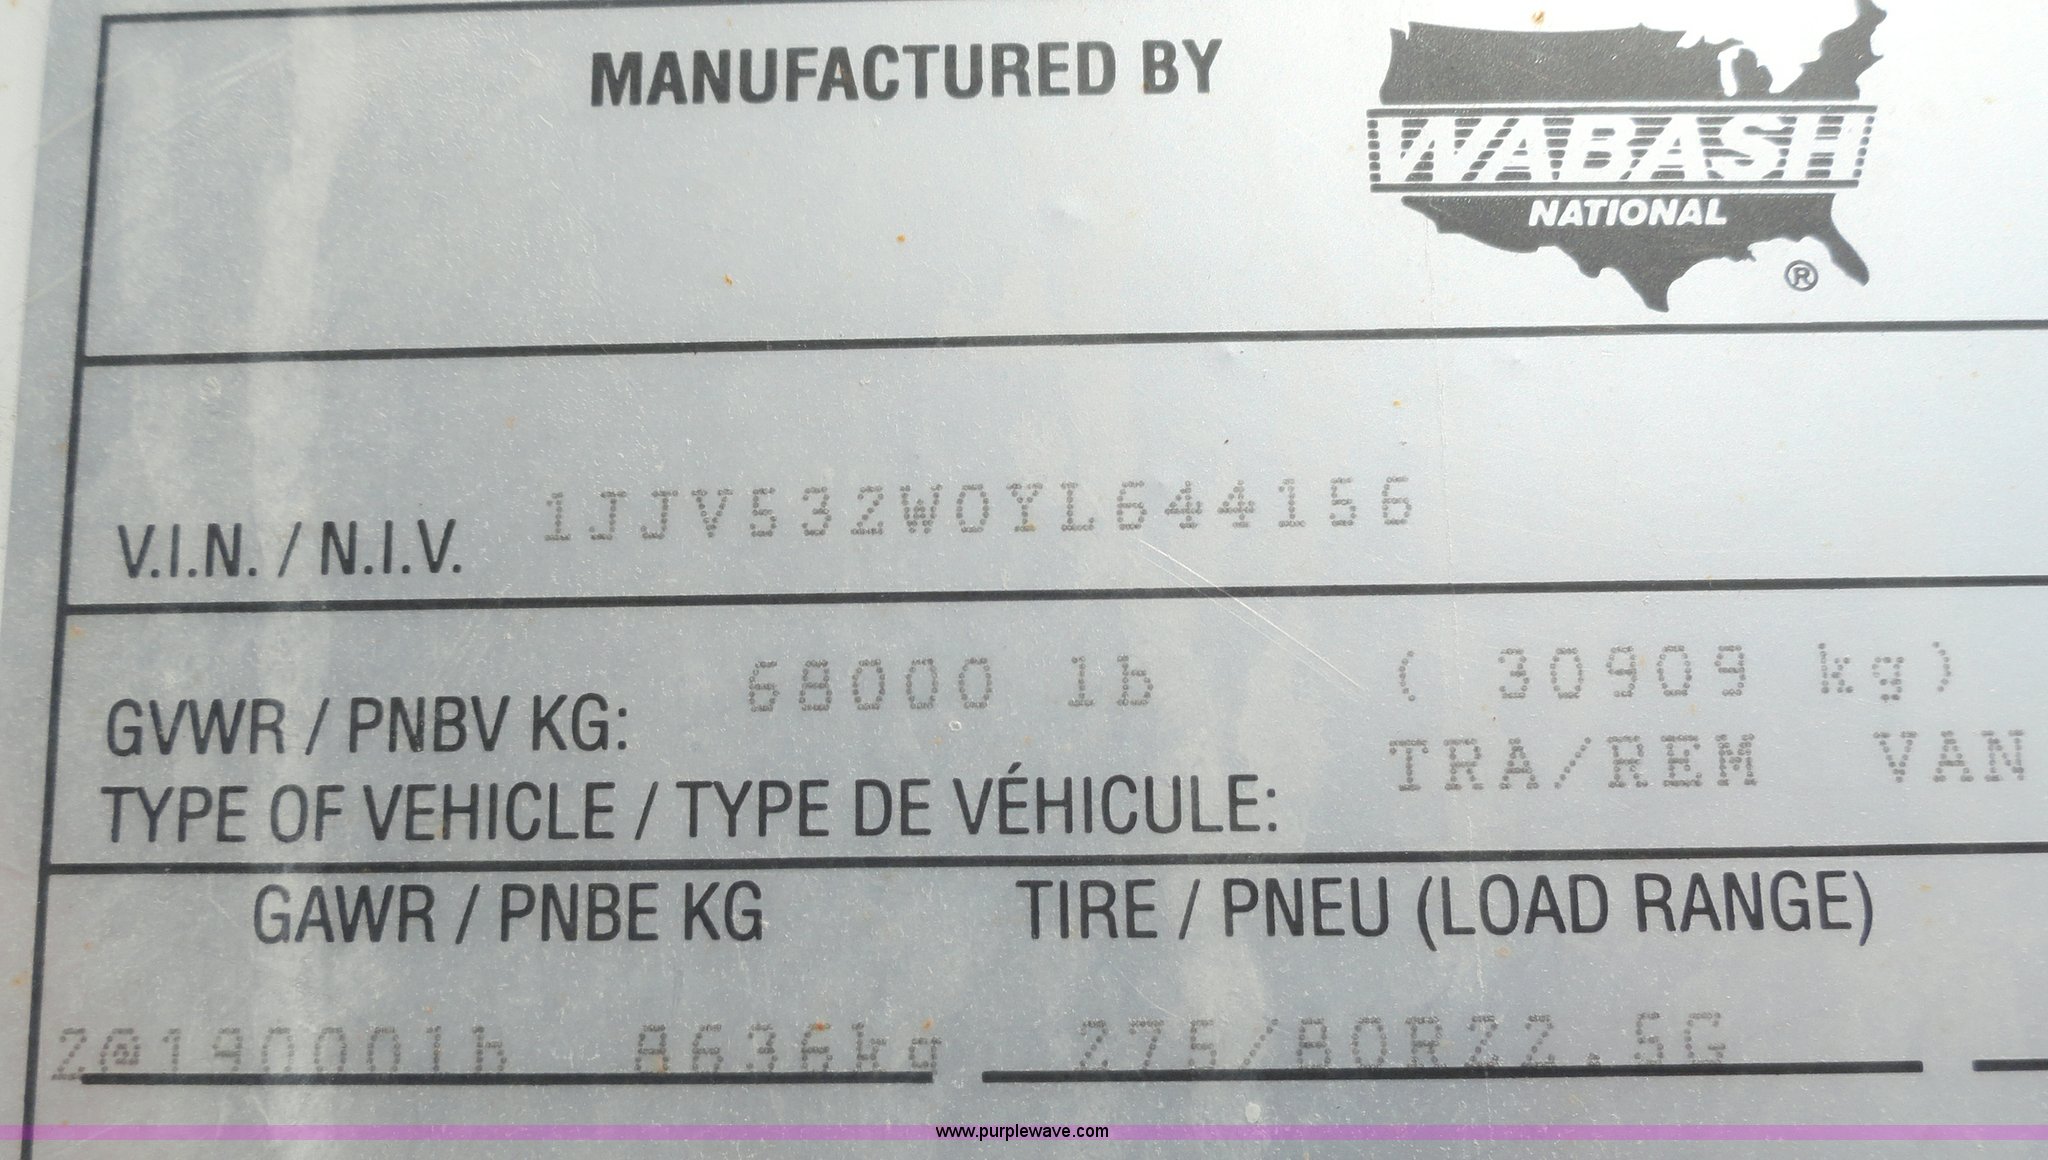 MANUFACTURED BY
WABASH
NATIONAL
®
V.I.N. / N.I.V. 1JJV532W0YL644156
GVWR / PNBV KG: 68000 lb ( 30909 kg)
TYPE OF VEHICLE / TYPE DE VÉHICULE: TRA/REM VAN
GAWR / PNBE KG TIRE / PNEU (LOAD RANGE)
2@19000lb 8636kg 275/80R22.5G
www.purplewave.com